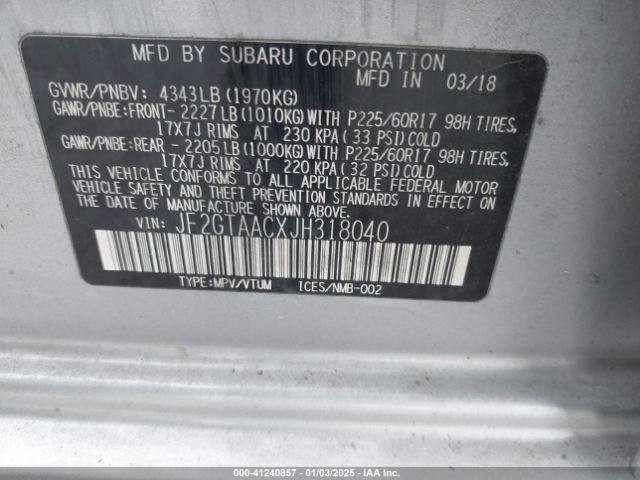 MFD BY SUBARU CORPORATION
MFD IN 03/18
GVWR/PNBV: 4343LB(1970KG)
GAWR/PNBE:FRONT- 2227LB(1010KG)WITH P225/60R17 98H TIRES,
17X7J RIMS AT 230 KPA( 33 PSI)COLD
GAWR/PNBE:REAR - 2205LB(1000KG)WITH P225/60R17 98H TIRES,
17X7J RIMS AT 220 KPA( 32 PSI)COLD
THIS VEHICLE CONFORMS TO ALL APPLICABLE FEDERAL MOTOR
VEHICLE SAFETY AND THEFT PREVENTION STANDARDS IN EFFECT ON
THE DATE OF MANUFACTURE SHOWN ABOVE.
VIN: JF2GTAACXJH318040
TYPE:MPV/VTUM ICES/NMB-002
000-41240857 - 01/03/2025 - IAA Inc.